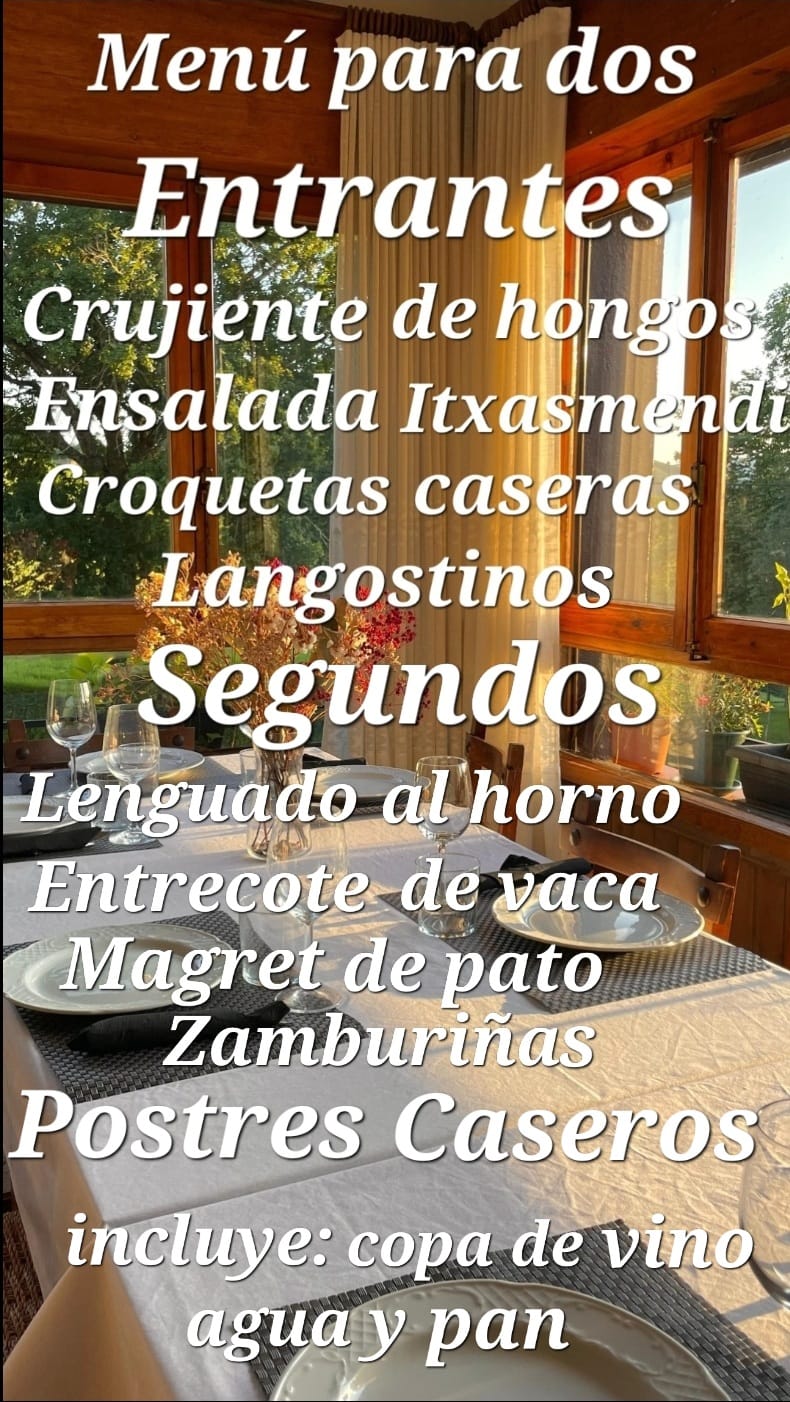 Menú para dos
Entrantes
Crujiente de hongos
Ensalada Itxasmendi
Croquetas caseras
Langostinos
Segundos
Lenguado al horno
Entrecote de vaca
Magret de pato
Zamburiñas
Postres Caseros
incluye: copa de vino
agua y pan